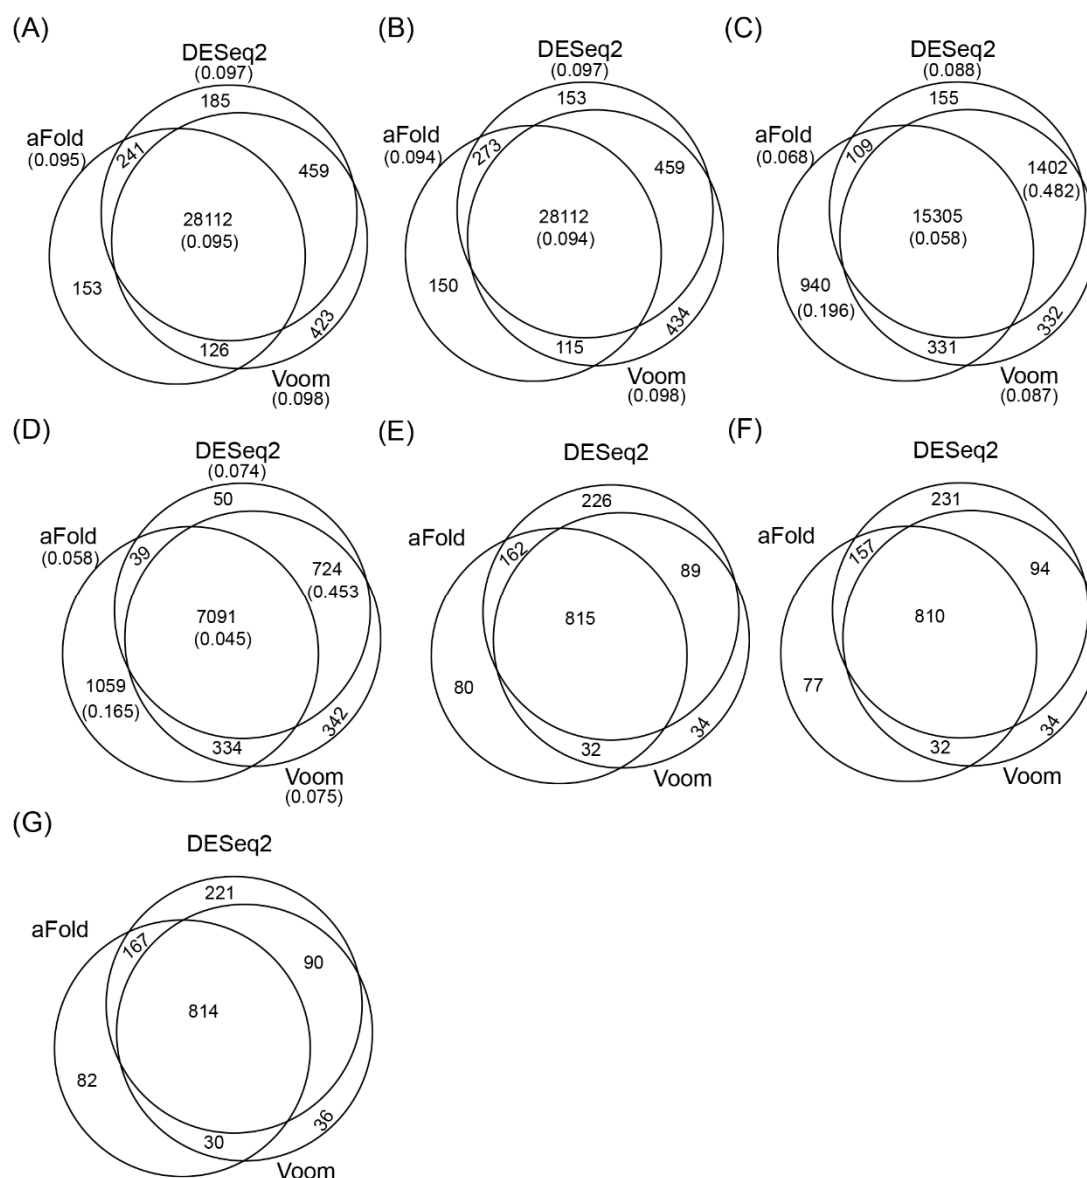 (A)
DESeq2
(0.097)
185
aFold
(0.095)
241
459
28112
(0.095)
153
423
126
Voom
(0.098)
(B)
DESeq2
(0.097)
153
aFold
(0.094)
273
459
28112
(0.094)
150
434
115
Voom
(0.098)
(C)
DESeq2
(0.088)
155
aFold
(0.068)
109
1402
(0.482)
15305
(0.058)
940
(0.196)
332
331
Voom
(0.087)
(D)
DESeq2
(0.074)
50
aFold
(0.058)
39
724
(0.453
7091
(0.045)
1059
(0.165)
342
334
Voom
(0.075)
(E)
DESeq2
226
aFold
162
89
815
80
34
32
Voom
(F)
DESeq2
231
aFold
157
94
810
77
34
32
Voom
(G)
DESeq2
221
aFold
167
90
814
82
36
30
Voom